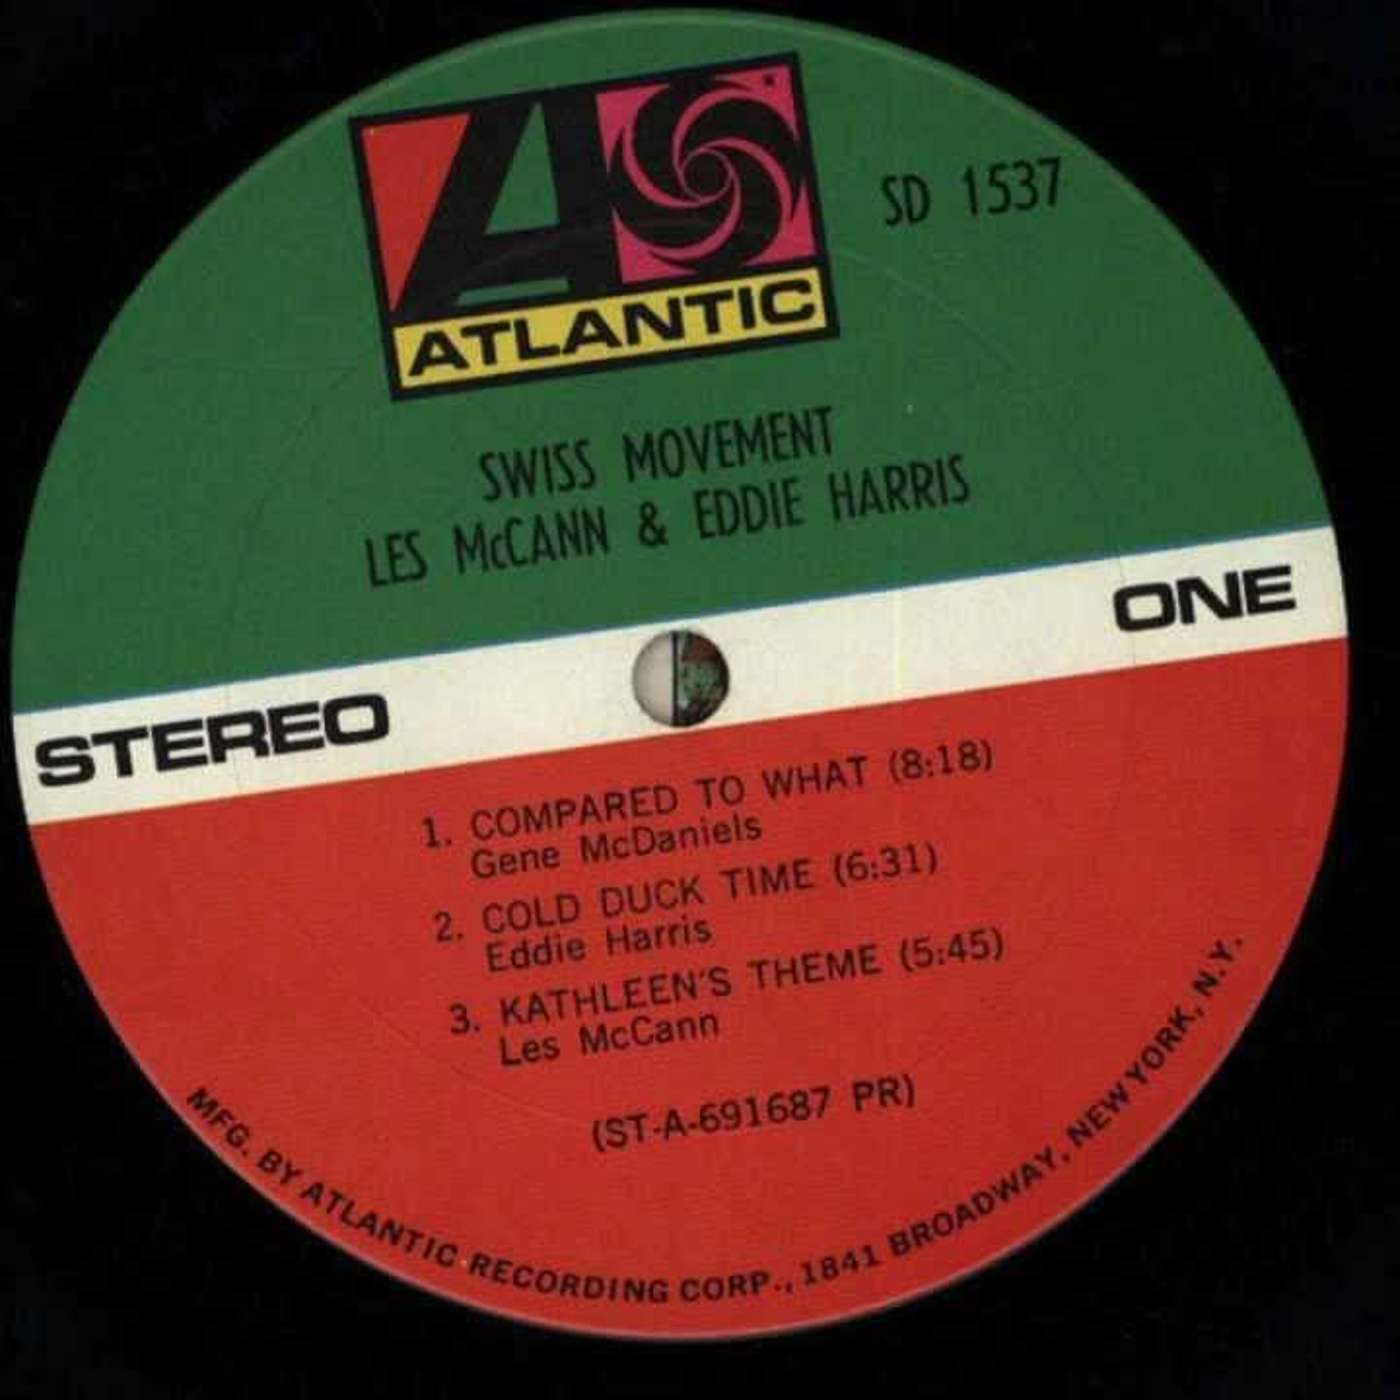 ATLANTIC
SD 1537
SWISS MOVEMENT
LES McCANN & EDDIE HARRIS
STEREO
ONE
1. COMPARED TO WHAT (8:18)
Gene McDaniels
2. COLD DUCK TIME (6:31)
Eddie Harris
3. KATHLEEN'S THEME (5:45)
Les McCann
(ST-A-691687 PR)
MFG. BY ATLANTIC RECORDING CORP., 1841 BROADWAY, NEW YORK, N.Y.